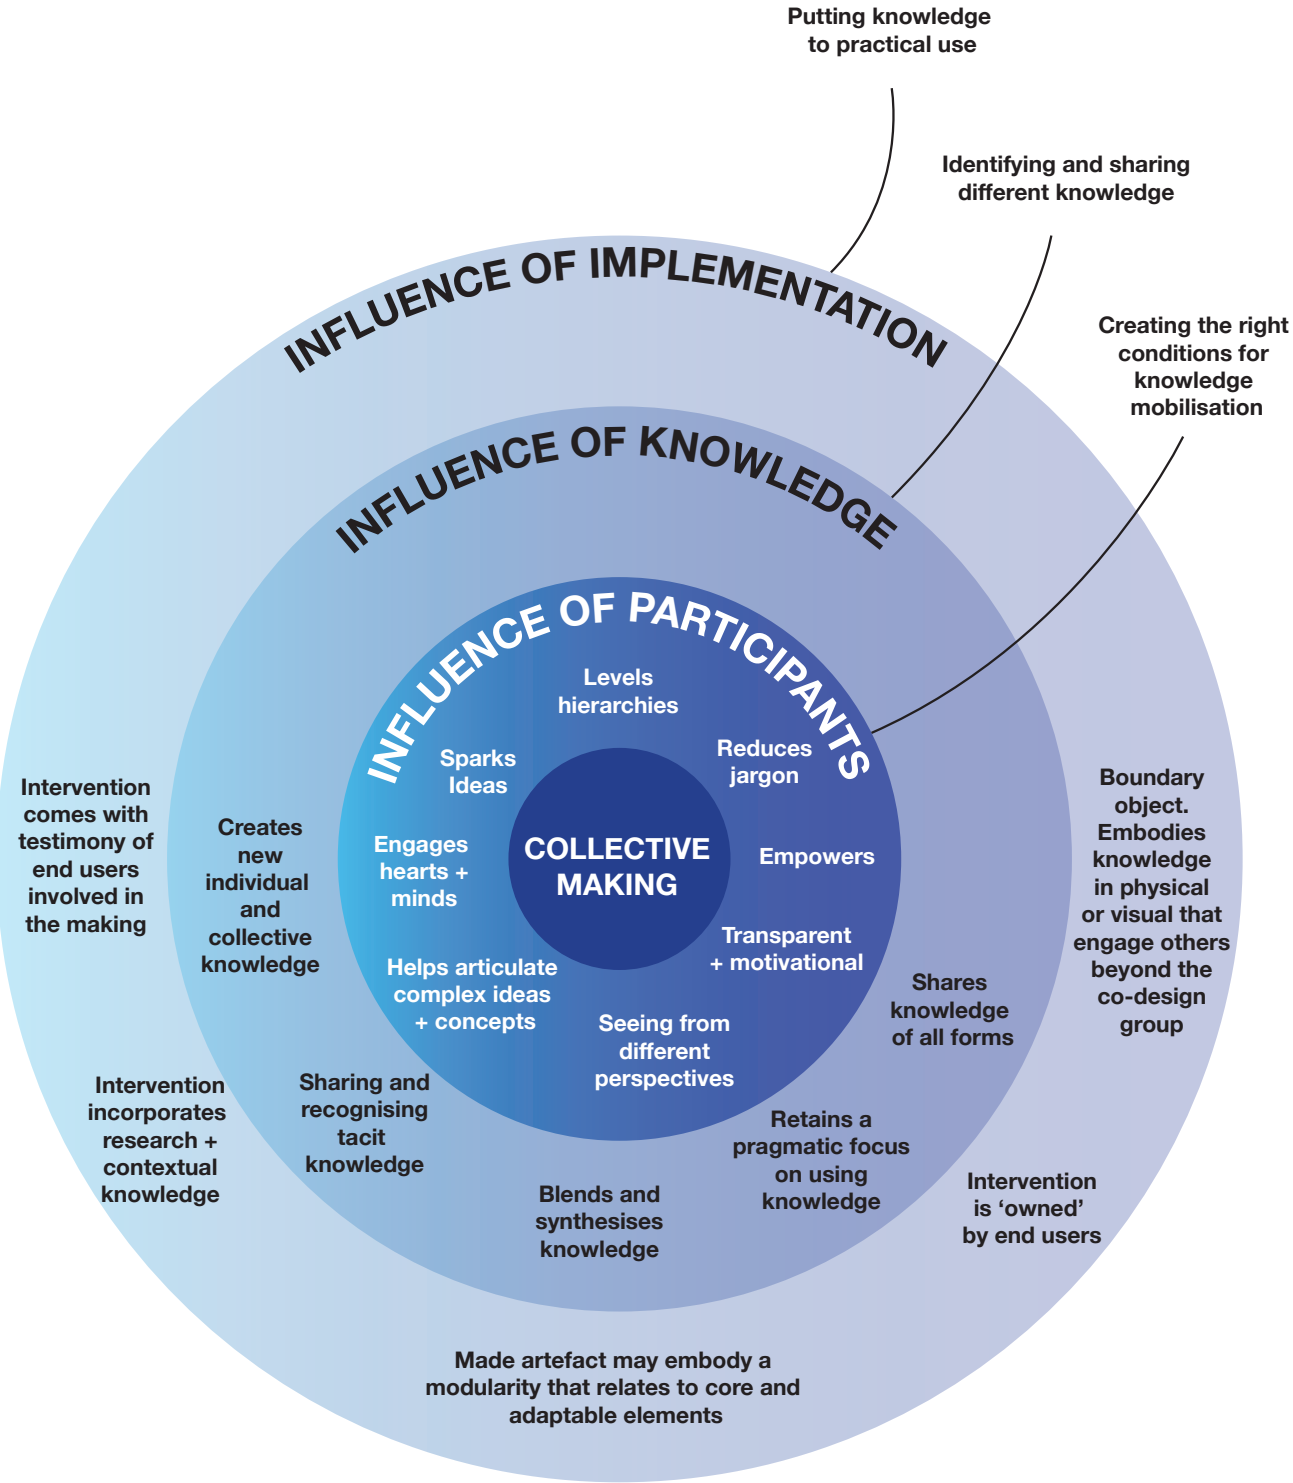 Putting knowledge
to practical use
Identifying and sharing
different knowledge
Creating the right
conditions for
knowledge
mobilisation
INFLUENCE OF IMPLEMENTATION
INFLUENCE OF KNOWLEDGE
INFLUENCE OF PARTICIPANTS
Levels
hierarchies
Sparks
Ideas
Reduces
jargon
Engages
hearts +
minds
COLLECTIVE
MAKING
Empowers
Helps articulate
complex ideas
+ concepts
Transparent
+ motivational
Seeing from
different
perspectives
Creates
new
individual
and
collective
knowledge
Shares
knowledge
of all forms
Sharing and
recognising
tacit
knowledge
Blends and
synthesises
knowledge
Retains a
pragmatic focus
on using
knowledge
Intervention
comes with
testimony of
end users
involved in
the making
Boundary
object.
Embodies
knowledge
in physical
or visual that
engage others
beyond the
co-design
group
Intervention
incorporates
research +
contextual
knowledge
Intervention
is ‘owned’
by end users
Made artefact may embody a
modularity that relates to core and
adaptable elements